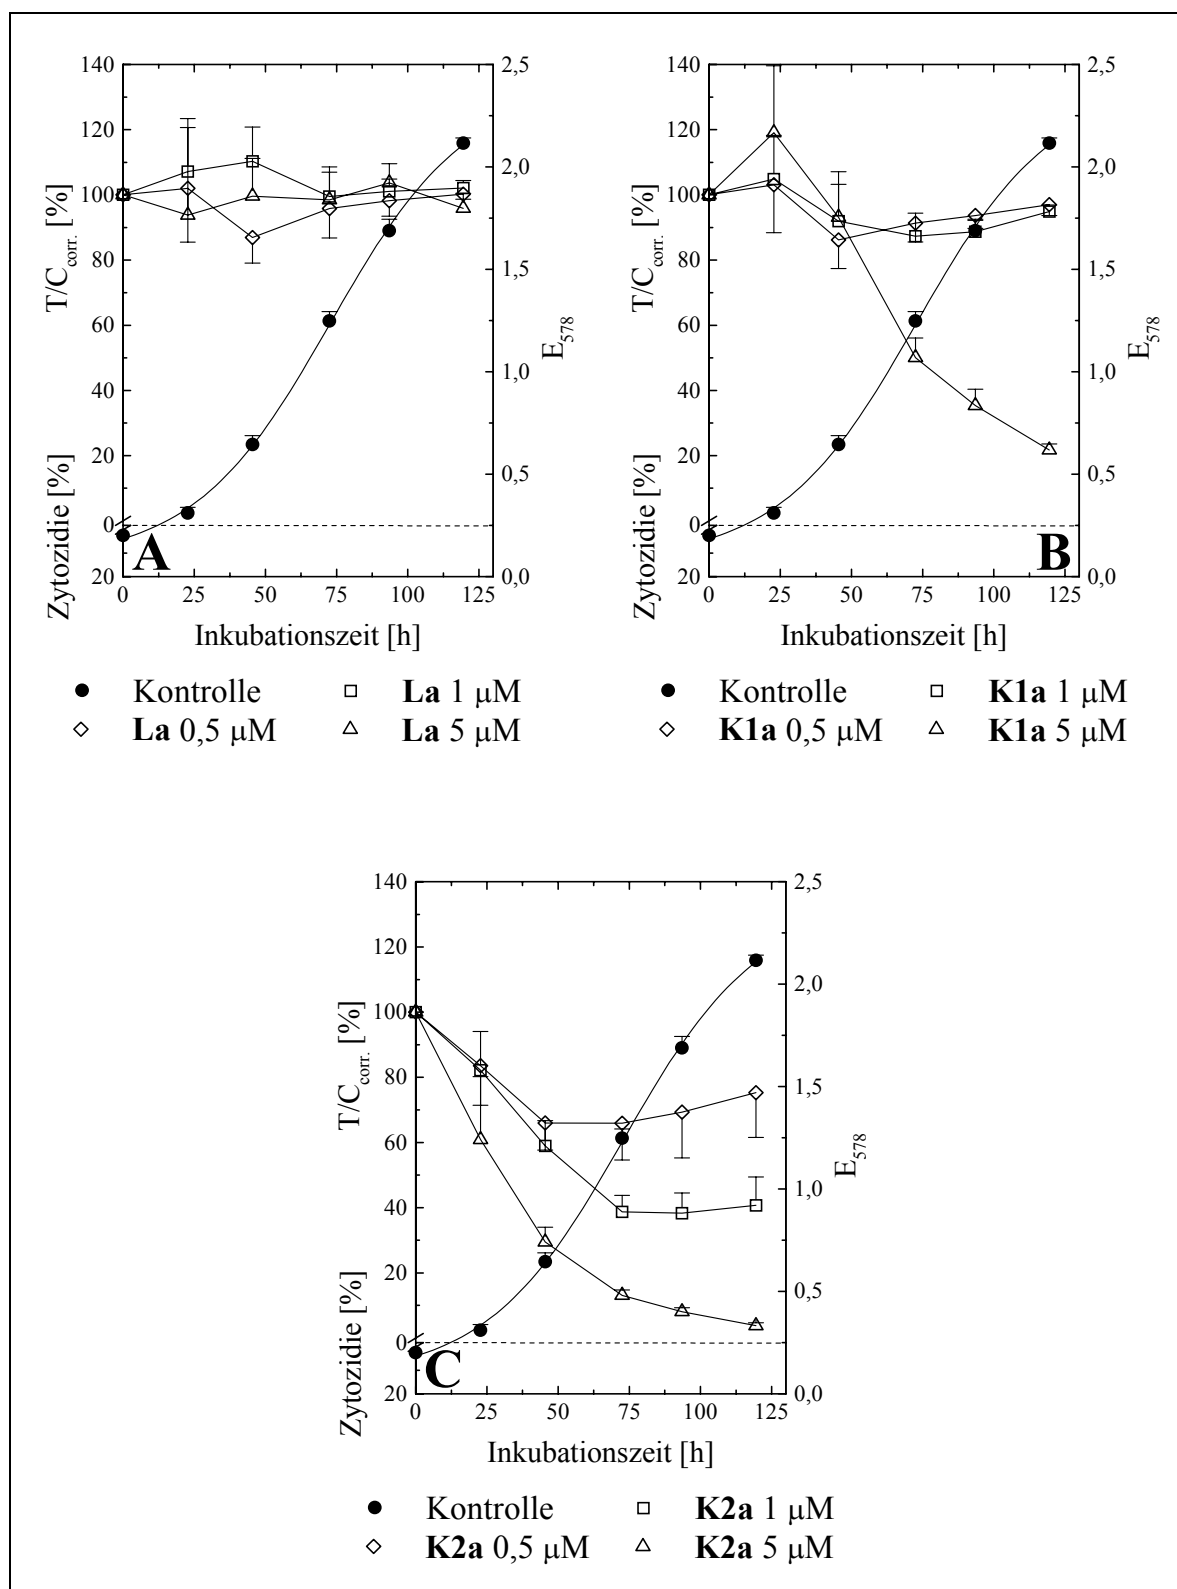 140
120
100
80
60
40
20
0
20
T/C corr. [%]
Zytozidie [%]
2,5
2,0
1,5
1,0
0,5
0,0
E578
A
0 25 50 75 100 125
Inkubationszeit [h]
Kontrolle La 1 µM
La 0,5 µM La 5 µM
140
120
100
80
60
40
20
0
20
T/C corr. [%]
Zytozidie [%]
2,5
2,0
1,5
1,0
0,5
0,0
E578
B
0 25 50 75 100 125
Inkubationszeit [h]
Kontrolle K1a 1 µM
K1a 0,5 µM K1a 5 µM
140
120
100
80
60
40
20
0
20
T/C corr. [%]
Zytozidie [%]
2,5
2,0
1,5
1,0
0,5
0,0
E578
C
0 25 50 75 100 125
Inkubationszeit [h]
Kontrolle K2a 1 µM
K2a 0,5 µM K2a 5 µM